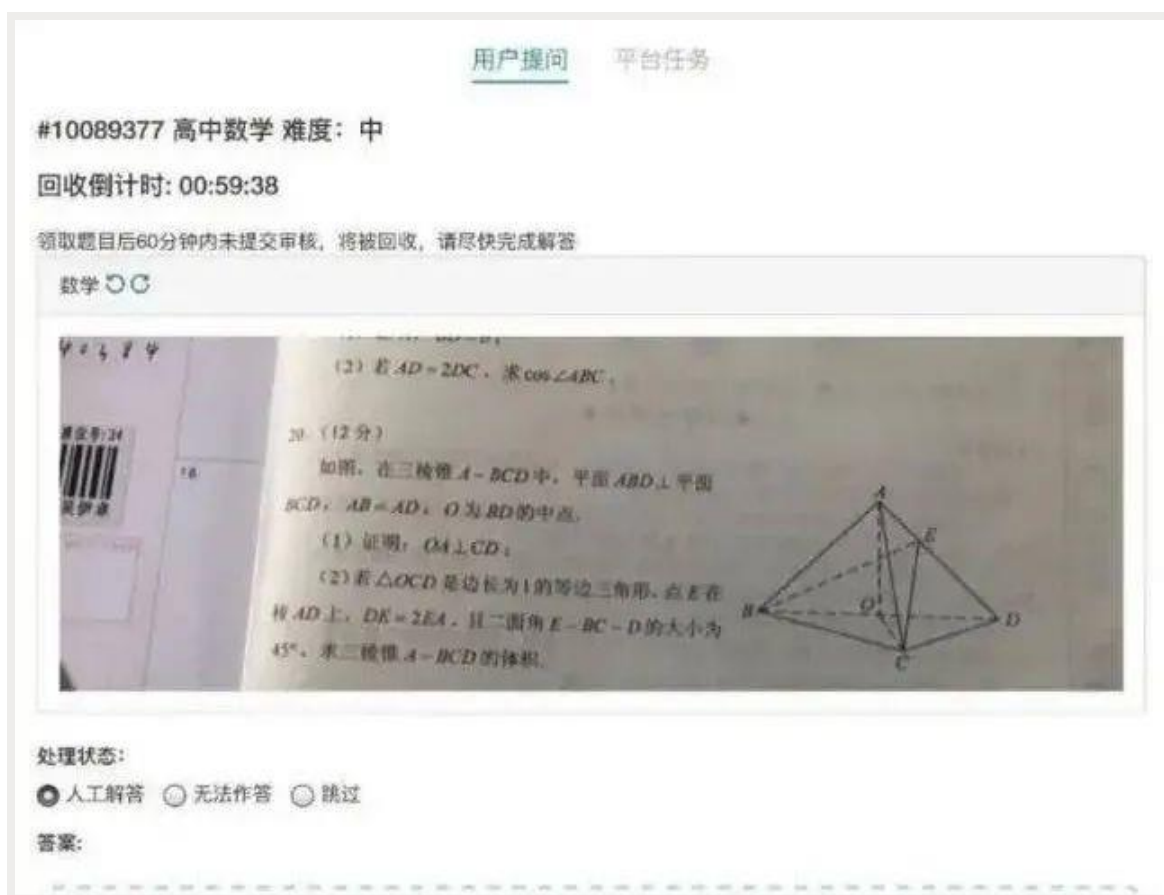 用户提问 平台任务
#10089377 高中数学 难度：中
回收倒计时: 00:59:38
领取题目后60分钟内未提交审核，将被回收，请尽快完成解答
数学
(2) 若 AD=2DC，求 cos∠ABC。
20. (12分)
如图，在三棱锥 A-BCD 中，平面 ABD⊥平面
BCD，AB=AD，O 为 BD 的中点.
(1) 证明：OA⊥CD；
(2) 若△OCD 是边长为1的等边三角形，点 E 在
棱 AD 上，DE=2EA，且二面角 E-BC-D 的大小为
45°，求三棱锥 A-BCD 的体积.
A
E
B
O
D
C
处理状态：
人工解答 无法作答 跳过
答案: